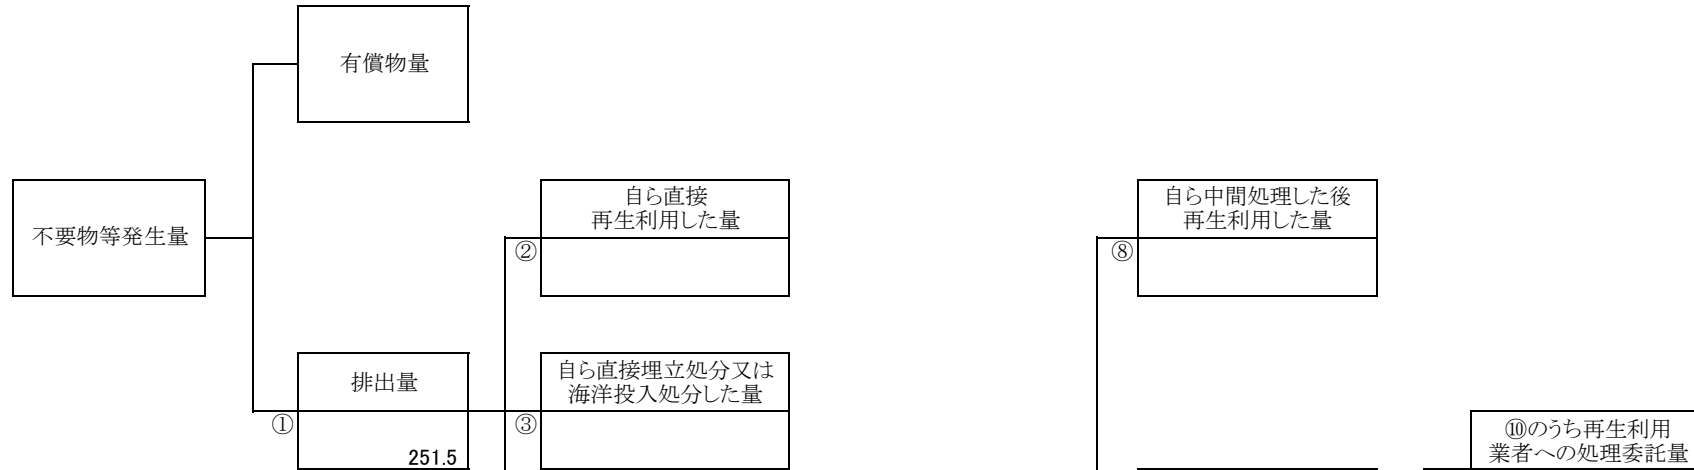 有償物量
不要物等発生量
自ら直接
再生利用した量
②
自ら中間処理した後
再生利用した量
⑧
排出量
①
251.5
自ら直接埋立処分又は
海洋投入処分した量
③
⑩のうち再生利用
業者への処理委託量